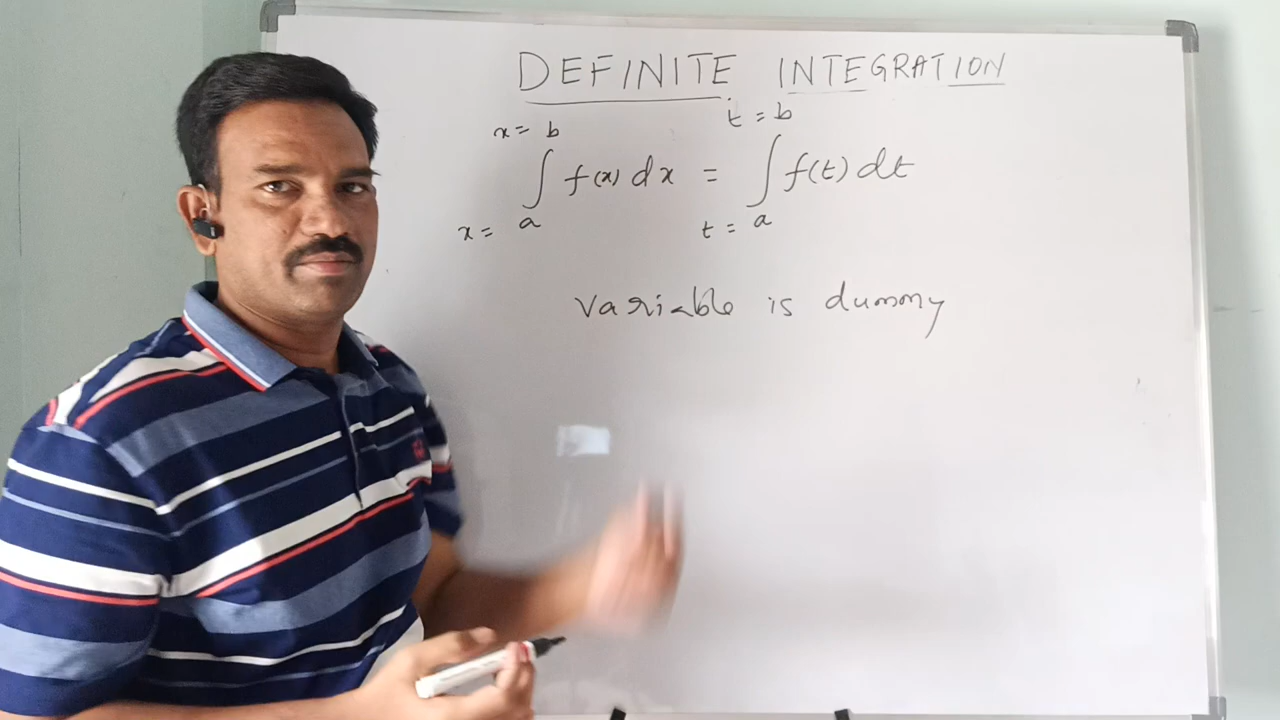 DEFINITE INTEGRATION
x = b t = b
∫ f(x) dx = ∫ f(t) dt
x = a t = a
variable is dummy